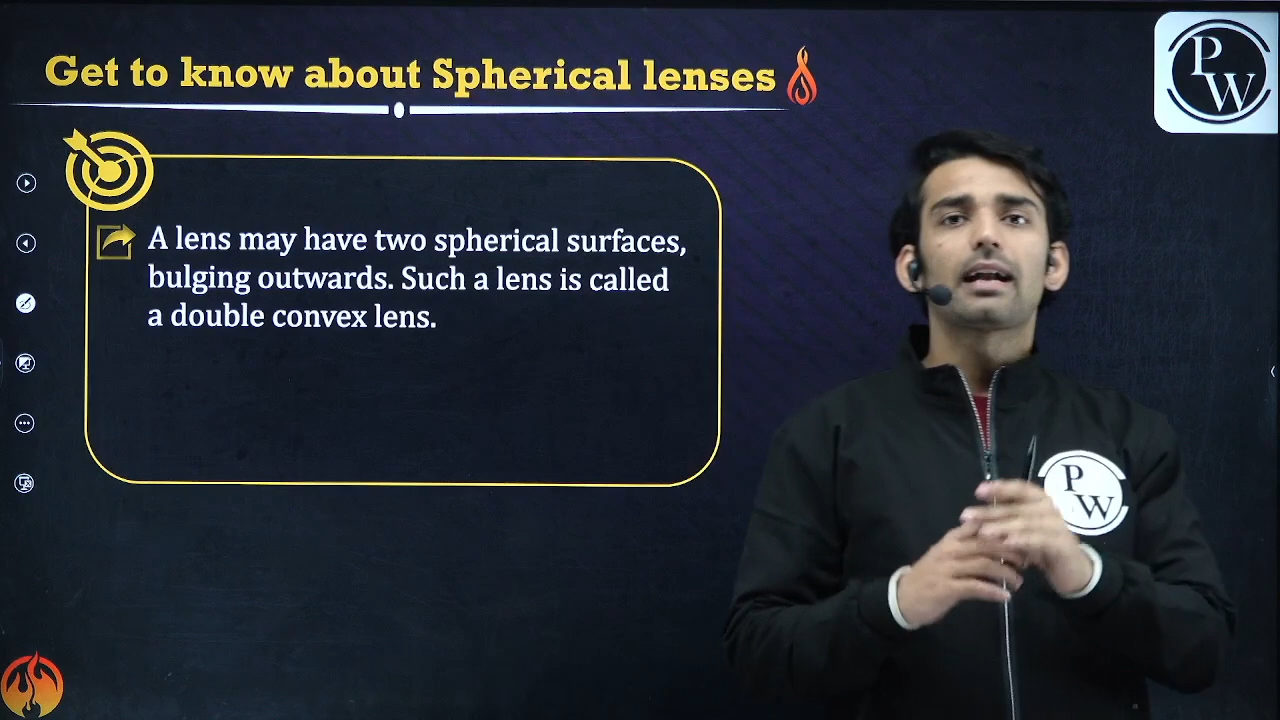 Get to know about Spherical lenses
PW
A lens may have two spherical surfaces,
bulging outwards. Such a lens is called
a double convex lens.
PW